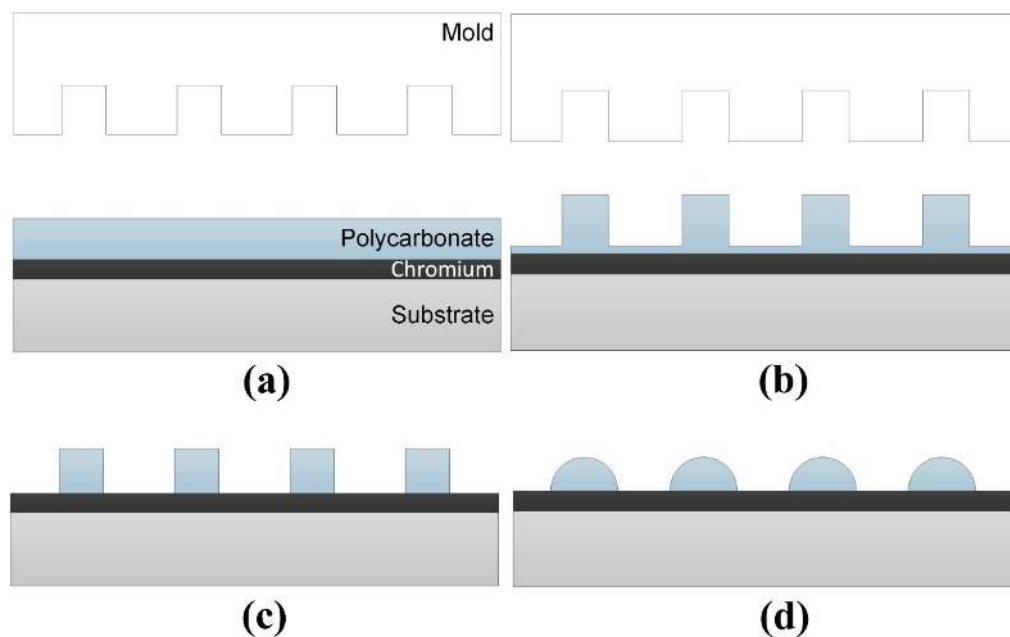 Mold
Polycarbonate
Chromium
Substrate
(a)
(b)
(c)
(d)